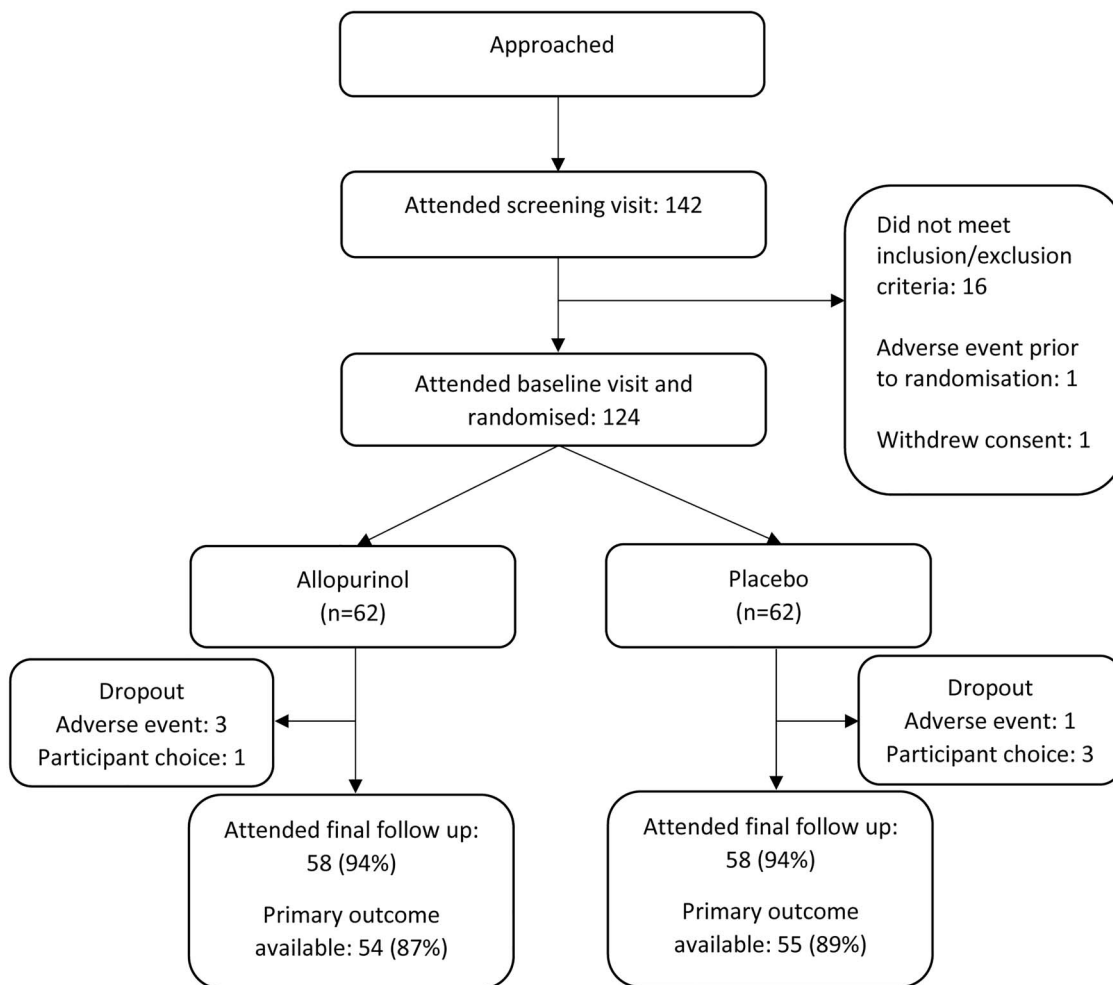 Approached
Attended screening visit: 142
Did not meet
inclusion/exclusion
criteria: 16
Adverse event prior
to randomisation: 1
Withdrew consent: 1
Attended baseline visit and
randomised: 124
Allopurinol
(n=62)
Placebo
(n=62)
Dropout
Adverse event: 3
Participant choice: 1
Dropout
Adverse event: 1
Participant choice: 3
Attended final follow up:
58 (94%)
Primary outcome
available: 54 (87%)
Attended final follow up:
58 (94%)
Primary outcome
available: 55 (89%)